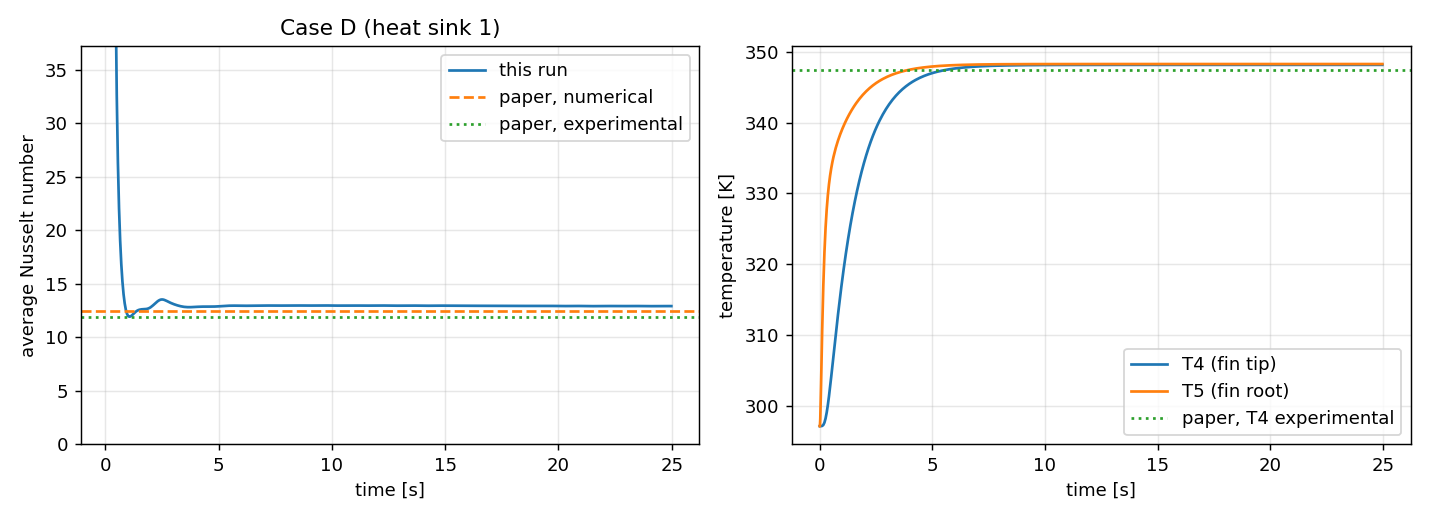 Case D (heat sink 1)
average Nusselt number
35
30
25
20
15
10
5
0
this run
paper, numerical
paper, experimental
0
5
10
15
20
25
time [s]
temperature [K]
350
340
330
320
310
300
T4 (fin tip)
T5 (fin root)
paper, T4 experimental
0
5
10
15
20
25
time [s]